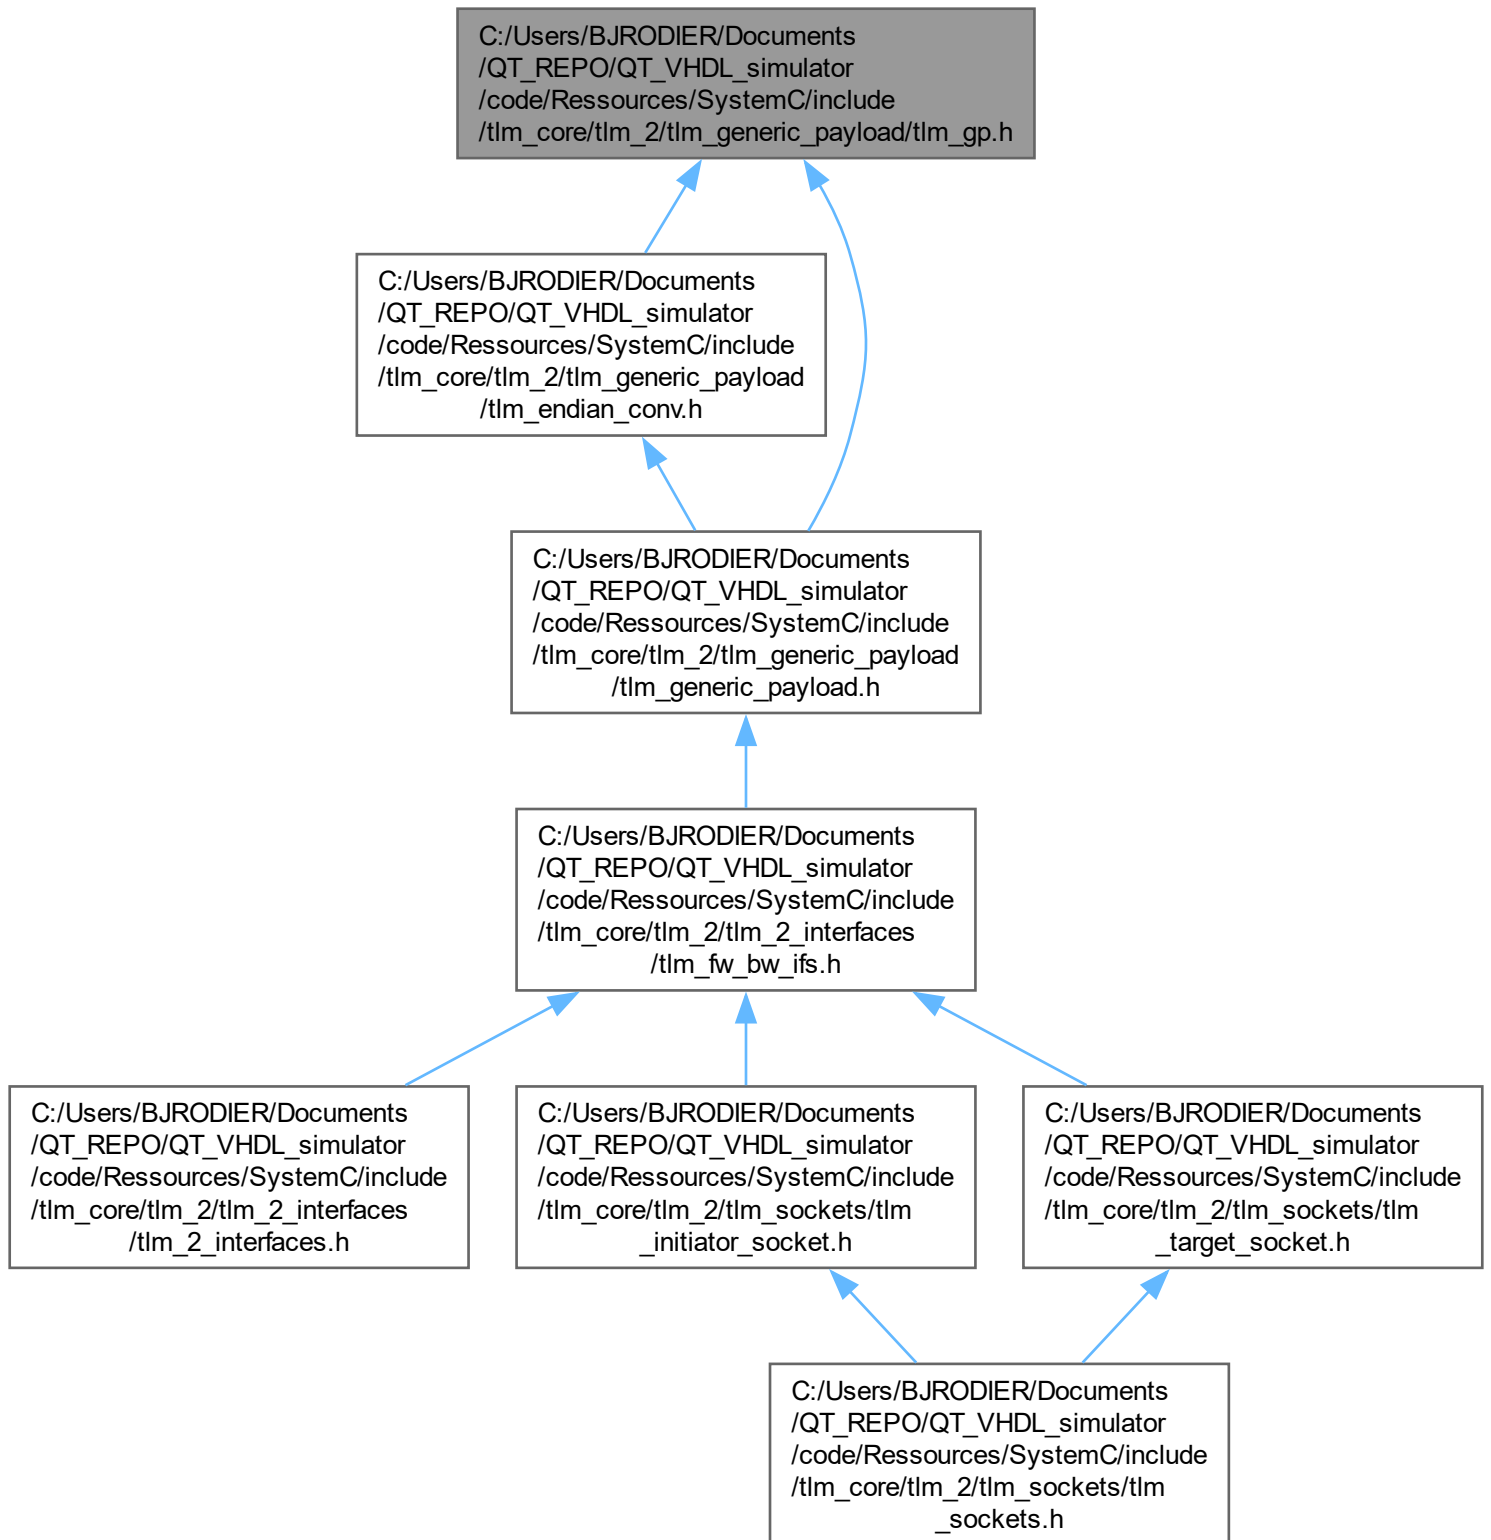 C:/Users/BJRODIER/Documents
/QT_REPO/QT_VHDL_simulator
/code/Ressources/SystemC/include
/tlm_core/tlm_2/tlm_generic_payload/tlm_gp.h
C:/Users/BJRODIER/Documents
/QT_REPO/QT_VHDL_simulator
/code/Ressources/SystemC/include
/tlm_core/tlm_2/tlm_generic_payload
/tlm_endian_conv.h
C:/Users/BJRODIER/Documents
/QT_REPO/QT_VHDL_simulator
/code/Ressources/SystemC/include
/tlm_core/tlm_2/tlm_generic_payload
/tlm_generic_payload.h
C:/Users/BJRODIER/Documents
/QT_REPO/QT_VHDL_simulator
/code/Ressources/SystemC/include
/tlm_core/tlm_2/tlm_2_interfaces
/tlm_fw_bw_ifs.h
C:/Users/BJRODIER/Documents
/QT_REPO/QT_VHDL_simulator
/code/Ressources/SystemC/include
/tlm_core/tlm_2/tlm_2_interfaces
/tlm_2_interfaces.h
C:/Users/BJRODIER/Documents
/QT_REPO/QT_VHDL_simulator
/code/Ressources/SystemC/include
/tlm_core/tlm_2/tlm_sockets/tlm
_initiator_socket.h
C:/Users/BJRODIER/Documents
/QT_REPO/QT_VHDL_simulator
/code/Ressources/SystemC/include
/tlm_core/tlm_2/tlm_sockets/tlm
_target_socket.h
C:/Users/BJRODIER/Documents
/QT_REPO/QT_VHDL_simulator
/code/Ressources/SystemC/include
/tlm_core/tlm_2/tlm_sockets/tlm
_sockets.h